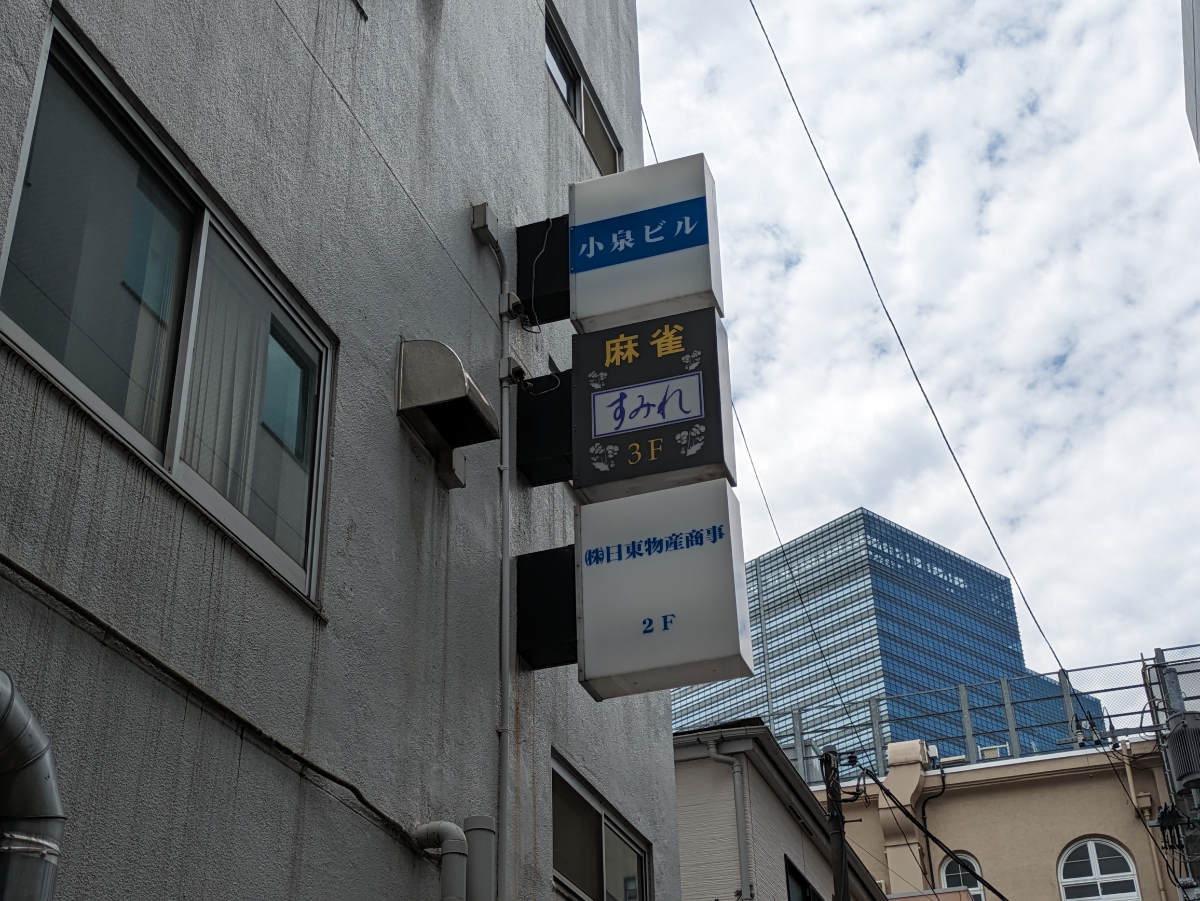 小泉ビル
麻雀
すみれ
3F
㈱日東物産商事
2F